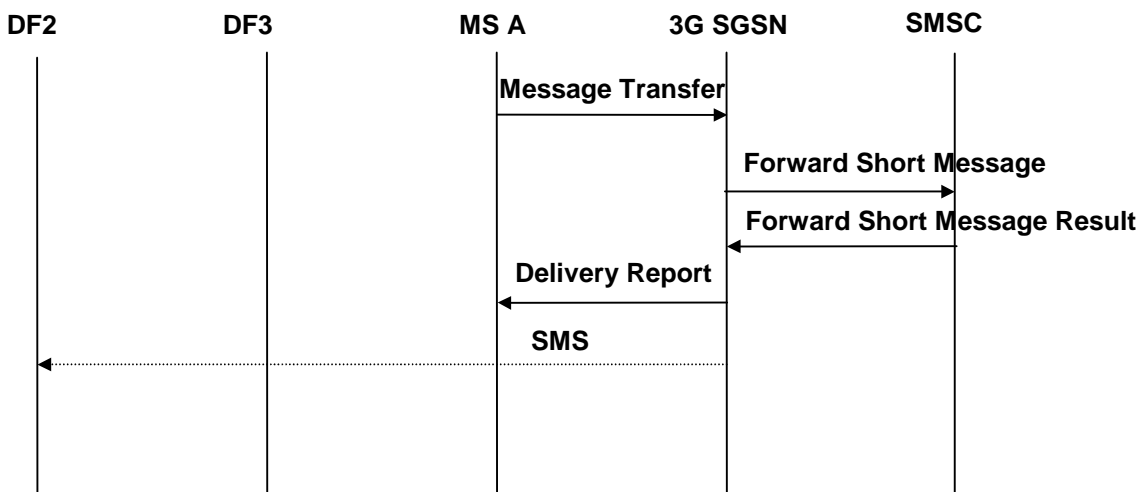 DF2 DF3 MS A 3G SGSN SMSC
Message Transfer
Forward Short Message
Forward Short Message Result
Delivery Report
SMS